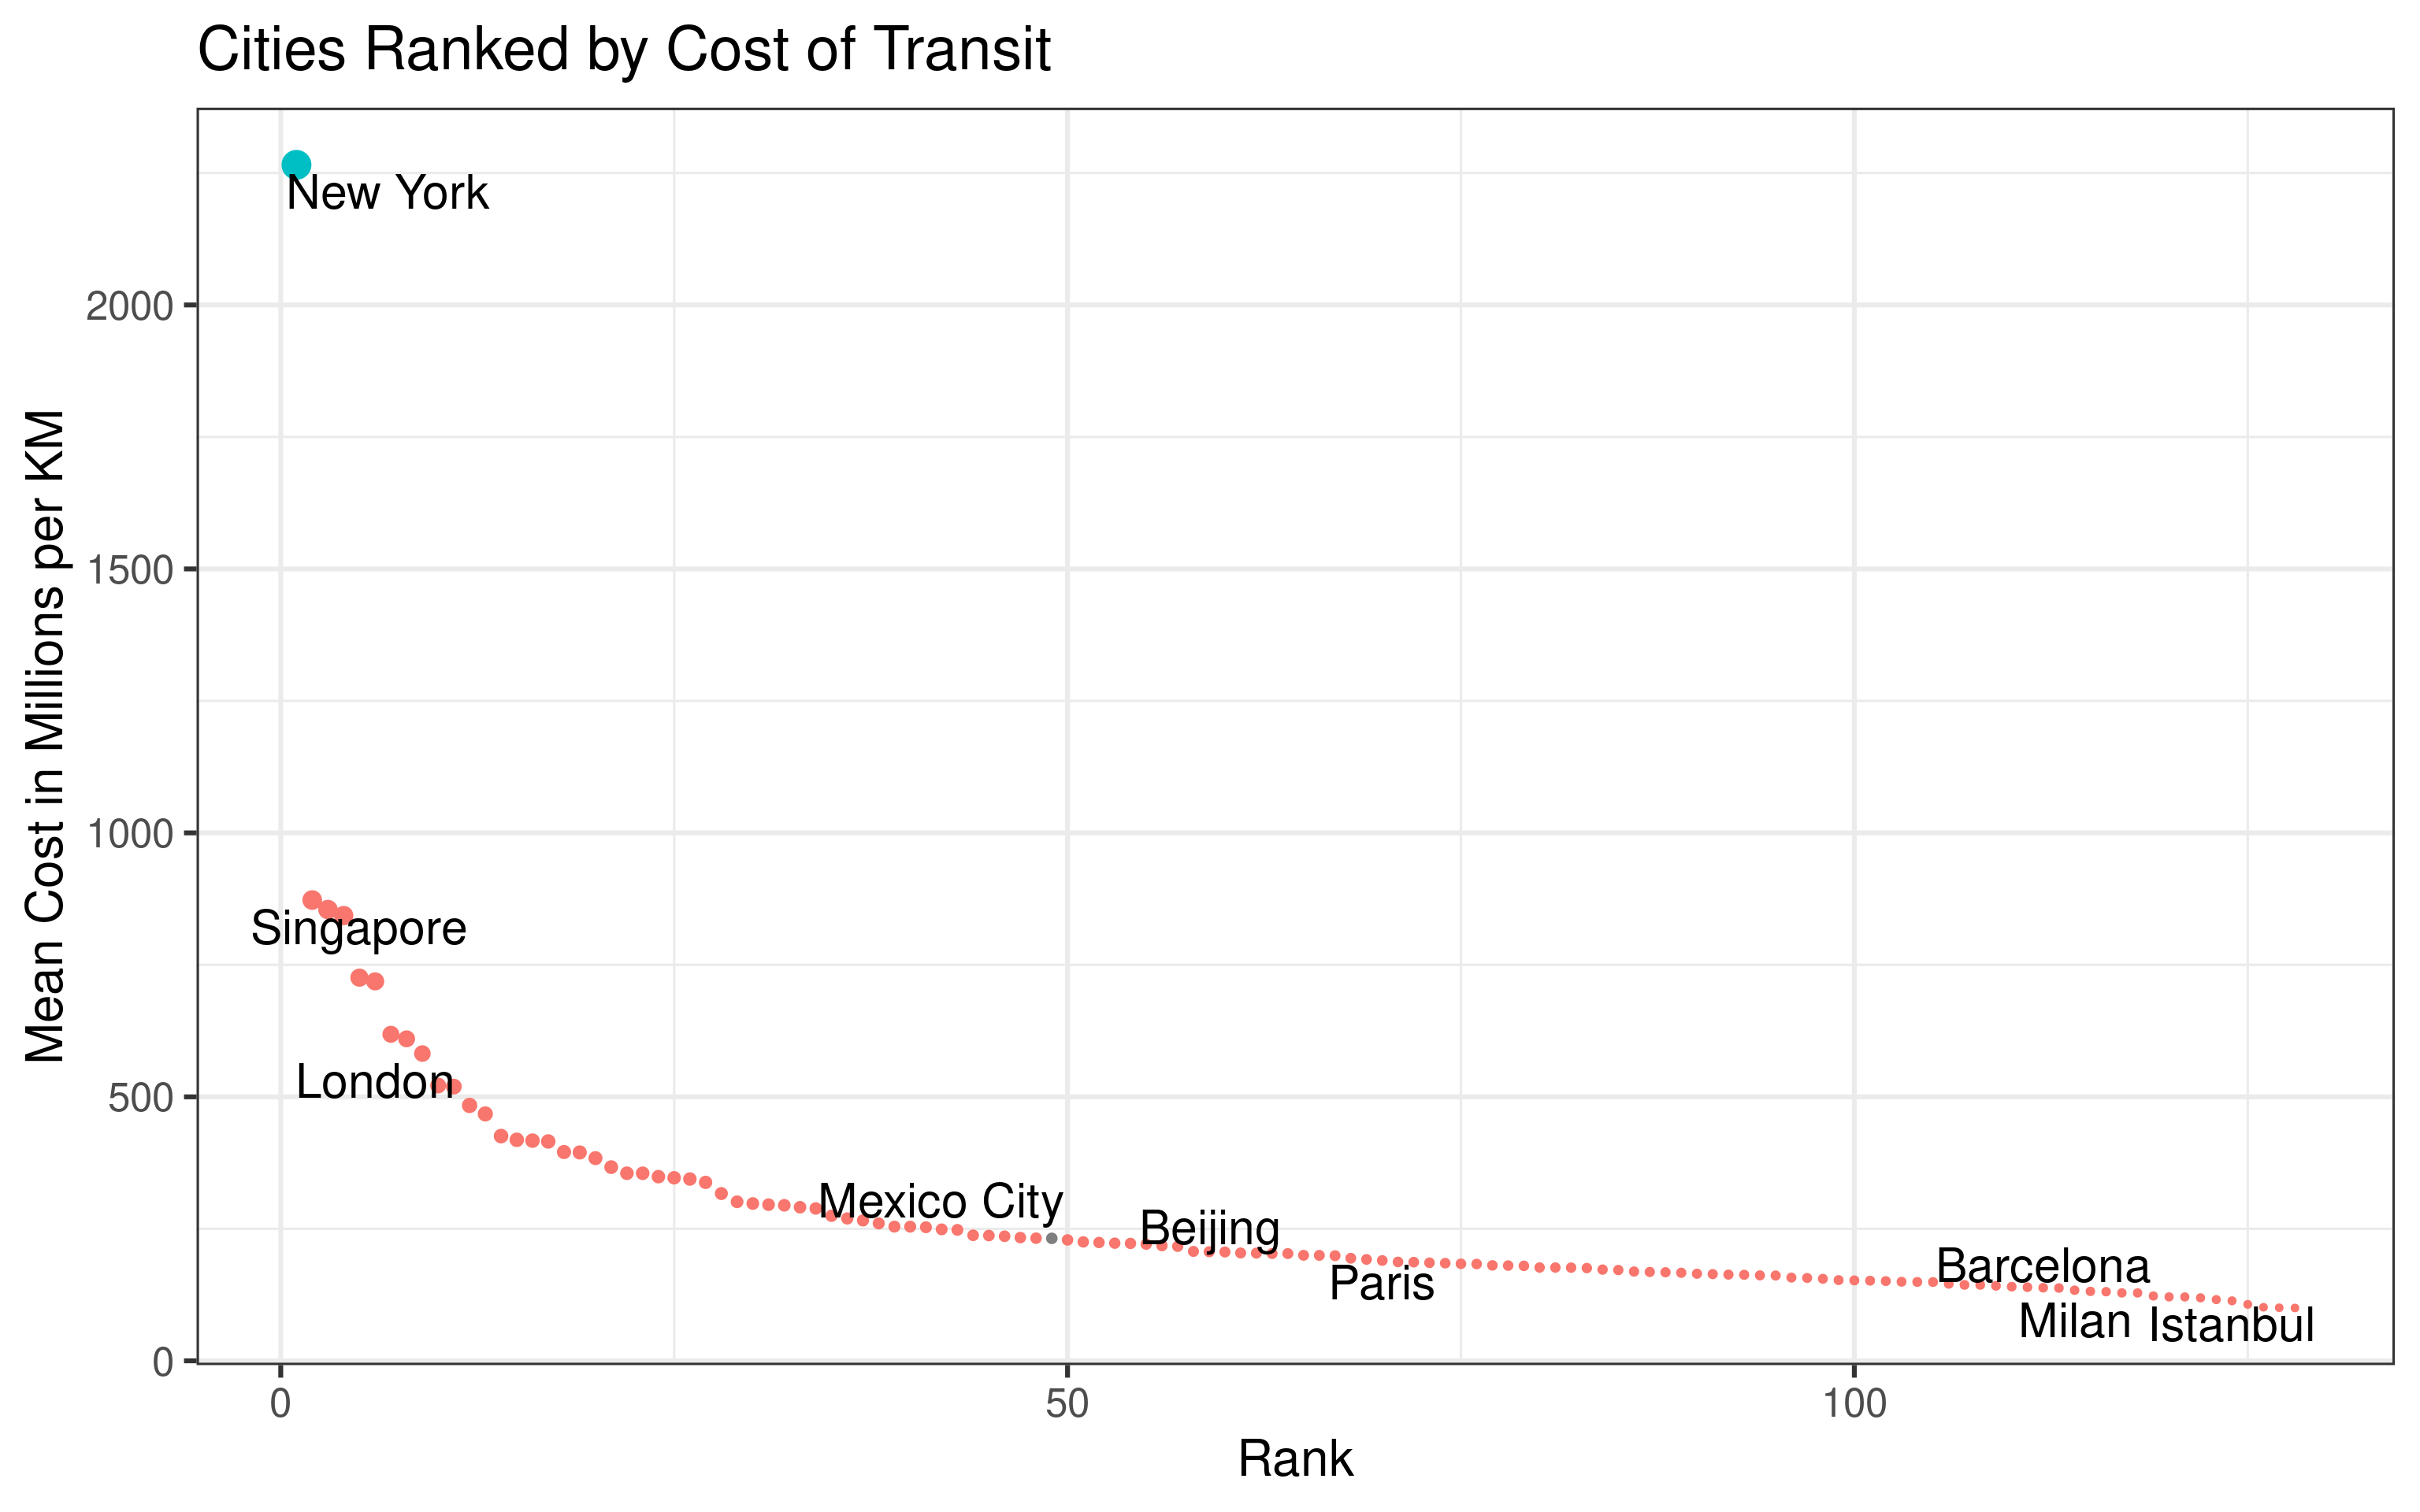 Cities Ranked by Cost of Transit
Mean Cost in Millions per KM
2000
1500
1000
500
0
New York
Singapore
London
Mexico City
Beijing
Paris
Barcelona
Milan
Istanbul
0
50
100
Rank